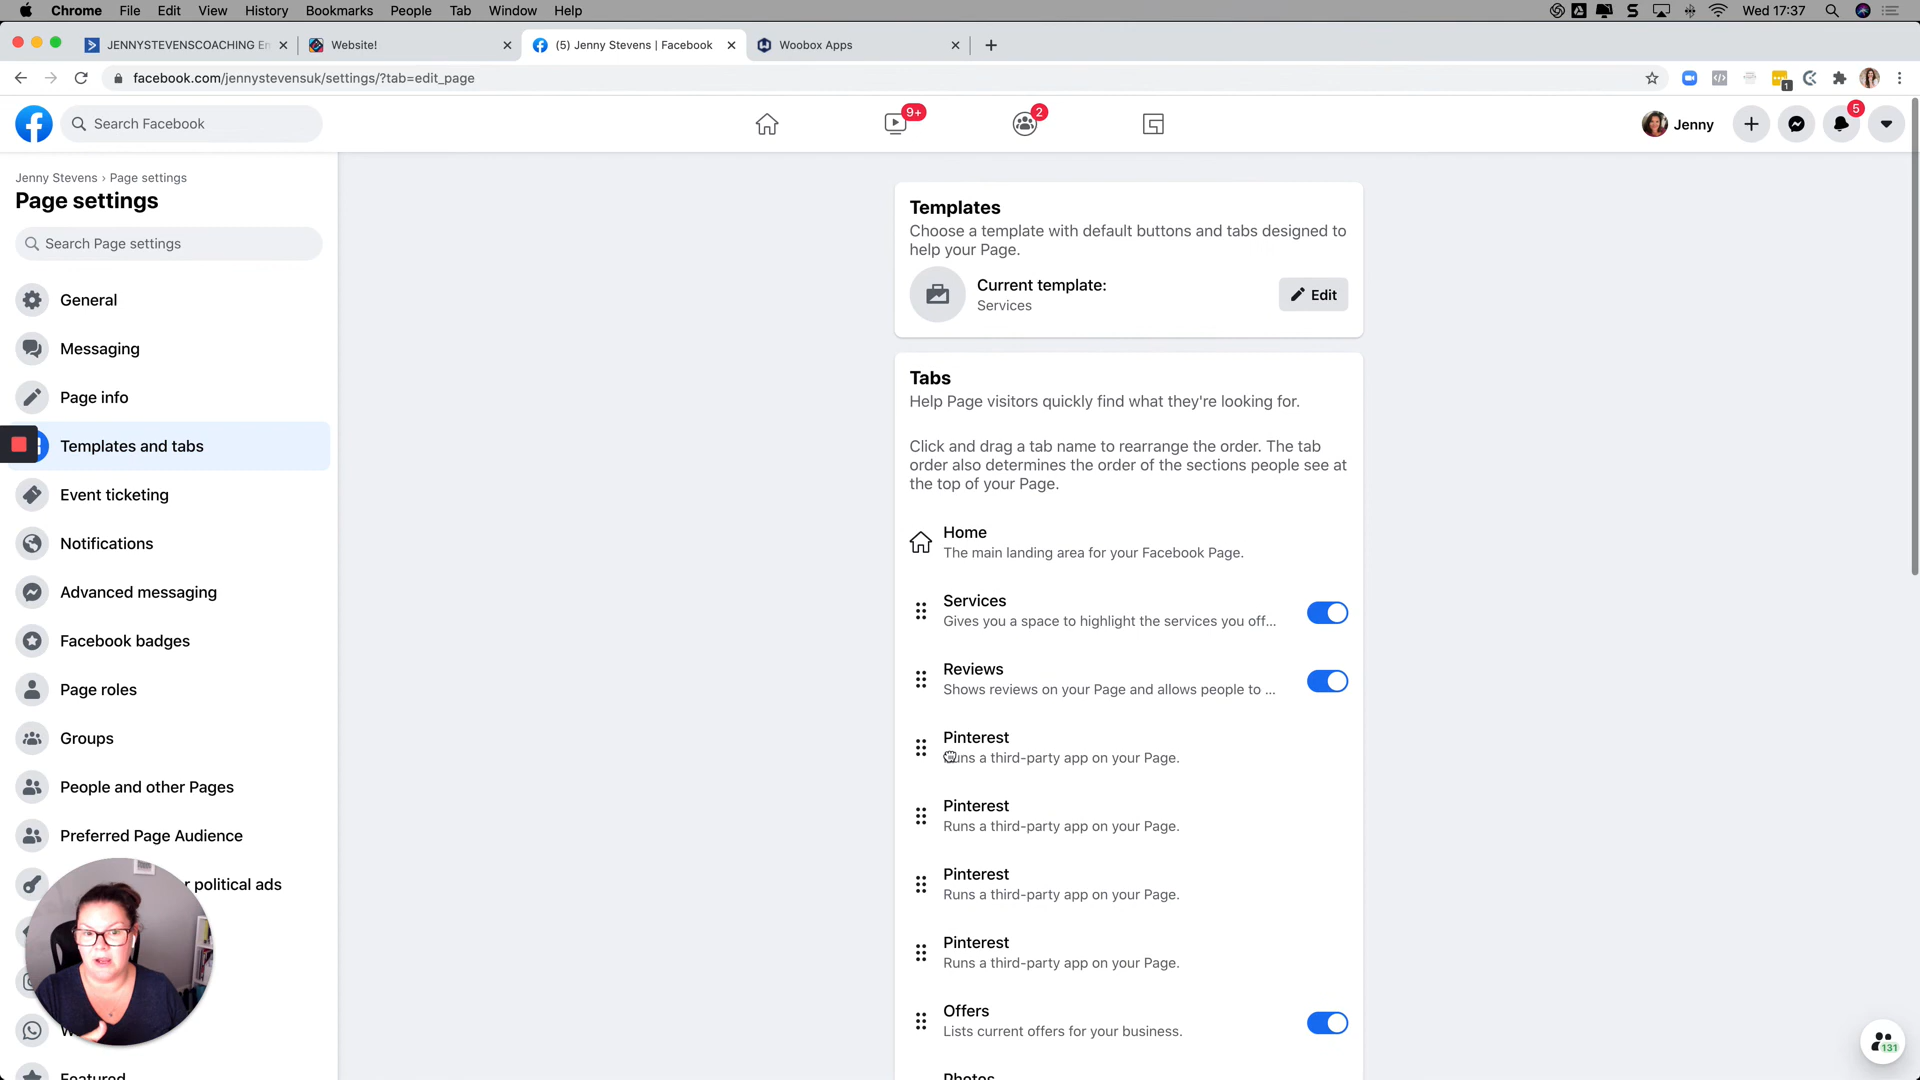 Chrome File Edit View History Bookmarks People Tab Window Help
Wed 17:37
JENNYSTEVENSCOACHING En
Website!
(5) Jenny Stevens | Facebook
Woobox Apps
facebook.com/jennystevensuk/settings/?tab=edit_page
1
Search Facebook
9+
2
Jenny
5
Jenny Stevens › Page settings
Page settings
Search Page settings
General
Messaging
Page info
Templates and tabs
Event ticketing
Notifications
Advanced messaging
Facebook badges
Page roles
Groups
People and other Pages
Preferred Page Audience
r political ads
Featured
Templates
Choose a template with default buttons and tabs designed to
help your Page.
Current template:
Services
Edit
Tabs
Help Page visitors quickly find what they're looking for.
Click and drag a tab name to rearrange the order. The tab
order also determines the order of the sections people see at
the top of your Page.
Home
The main landing area for your Facebook Page.
Services
Gives you a space to highlight the services you off...
Reviews
Shows reviews on your Page and allows people to ...
Pinterest
Runs a third-party app on your Page.
Pinterest
Runs a third-party app on your Page.
Pinterest
Runs a third-party app on your Page.
Pinterest
Runs a third-party app on your Page.
Offers
Lists current offers for your business.
Photos
131